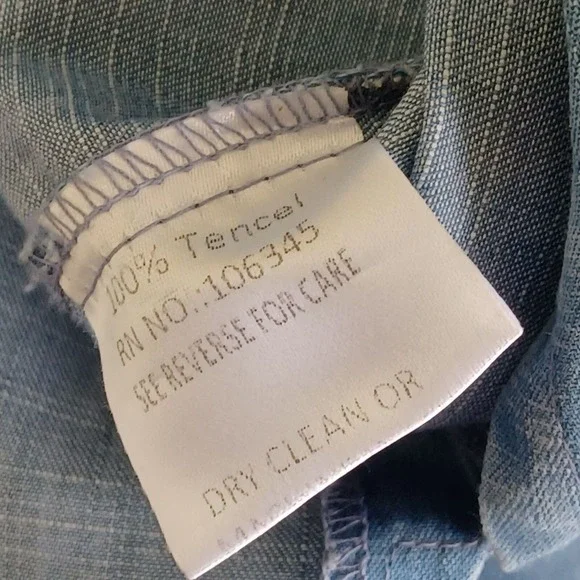 100% Tencel
RN NO.:106345
SEE REVERSE FOR CARE
DRY CLEAN OR